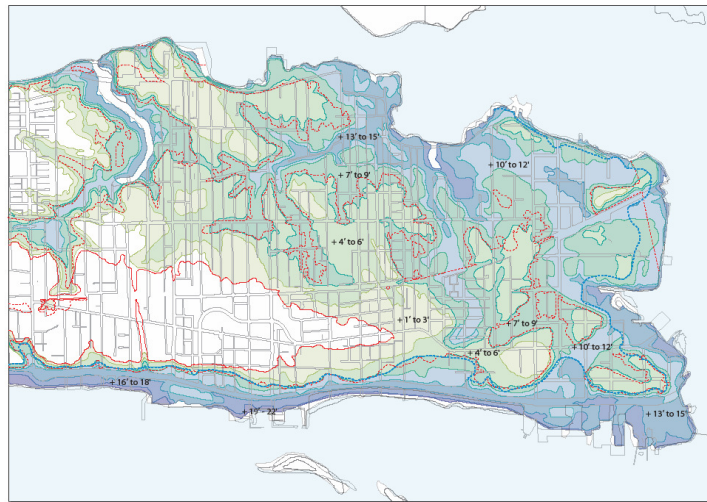 + 13' to 15'
+ 10' to 12'
+ 7' to 9'
+ 4' to 6'
+ 1' to 3'
+ 7' to 9'
+ 10' to 12'
+ 4' to 6'
+ 16' to 18'
+ 19' - 22'
+ 13' to 15'